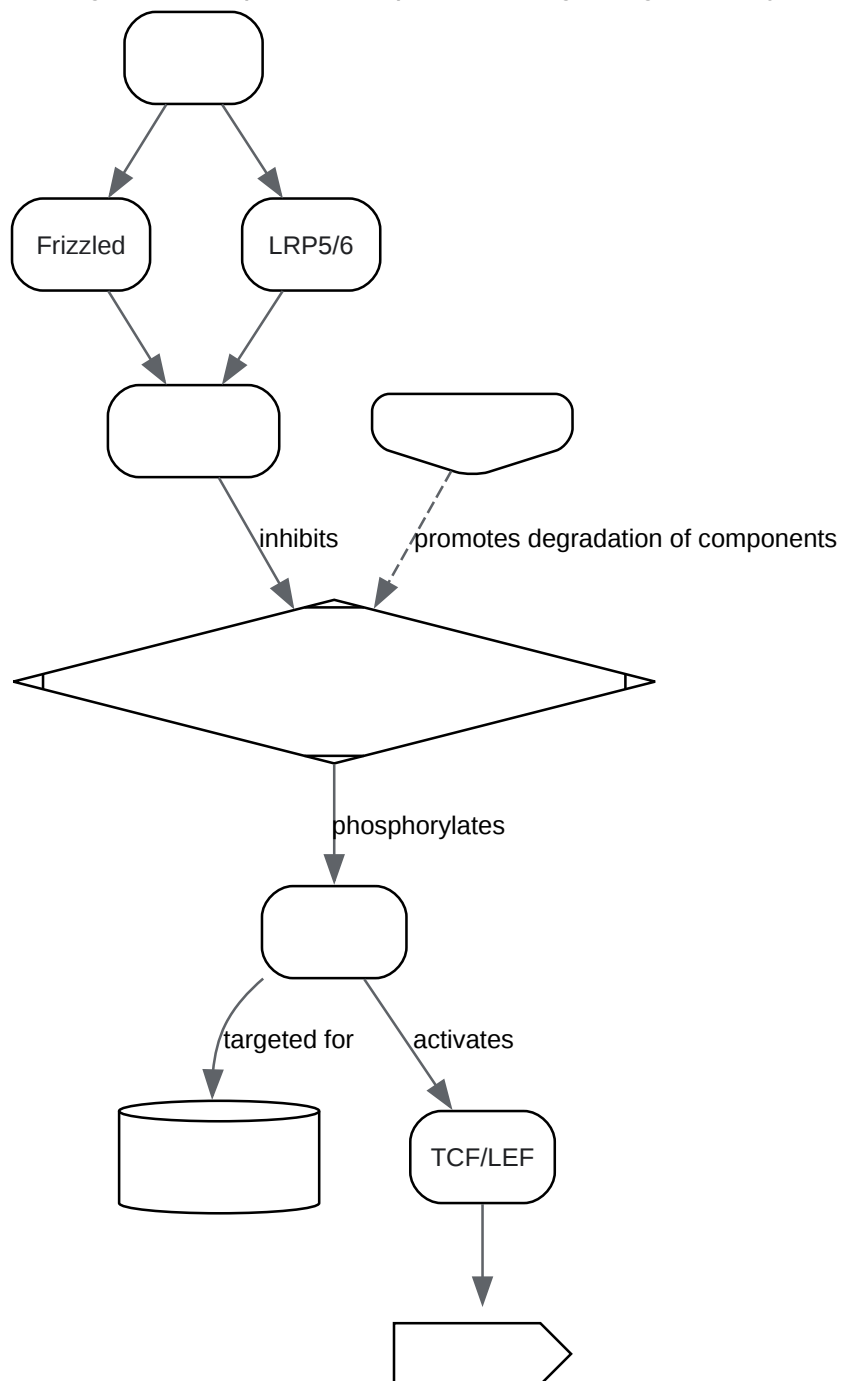 Frizzled
LRP5/6
inhibits
promotes degradation of components
phosphorylates
targeted for
activates
TCF/LEF